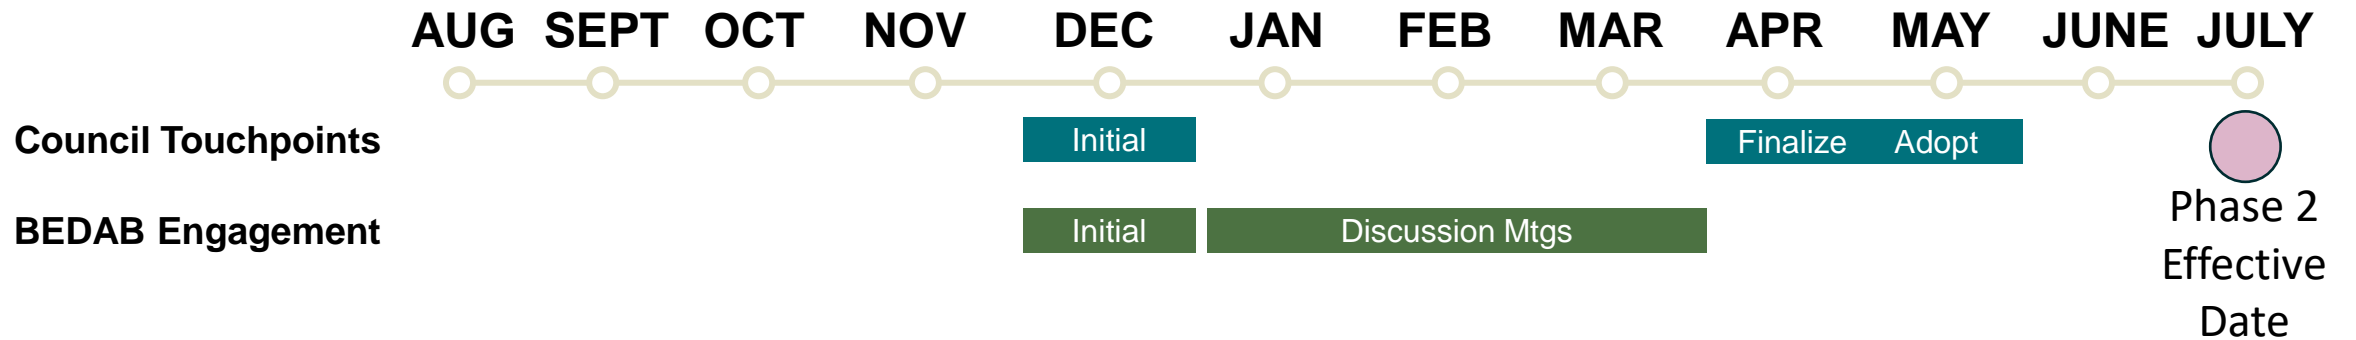 AUG SEPT OCT NOV DEC JAN FEB MAR APR MAY JUNE JULY
Council Touchpoints Initial Finalize Adopt
BEDAB Engagement Initial Discussion Mtgs
Phase 2
Effective
Date